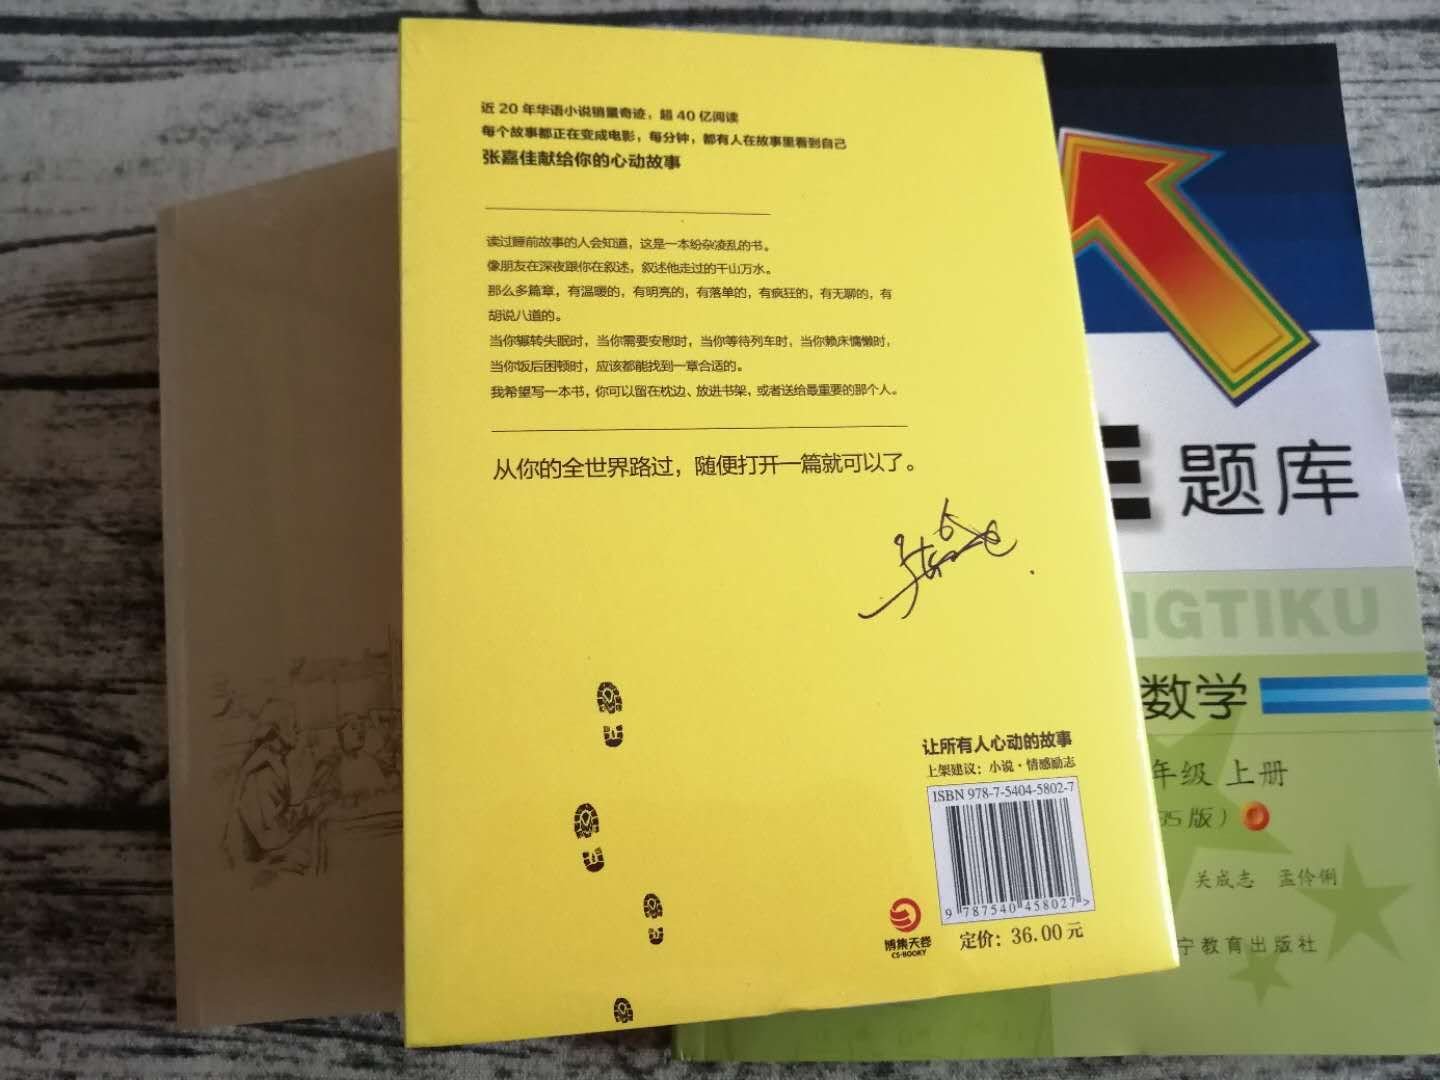 近20年华语小说销量奇迹，超40亿阅读
每个故事都正在变成电影，每分钟，都有人在故事里看到自己
张嘉佳献给你的心动故事
读过睡前故事的人会知道，这是一本纷杂凌乱的书。
像朋友在深夜跟你在叙述，叙述他走过的千山万水。
那么多篇章，有温暖的，有明亮的，有落单的，有疯狂的，有无聊的，有
胡说八道的。
当你辗转失眠时，当你需要安慰时，当你等待列车时，当你赖床慵懒时，
当你饭后困顿时，应该都能找到一章合适的。
我希望写一本书，你可以留在枕边、放进书架，或者送给最重要的那个人。
从你的全世界路过，随便打开一篇就可以了。
让所有人心动的故事
上架建议：小说·情感励志
ISBN 978-7-5404-5802-7
9 787540 458027 >
定价：36.00元
博集天卷
CS-BOOKY
题库
NGTIKU
数学
年级 上册
35版）
关成志 孟伶俐
宁教育出版社